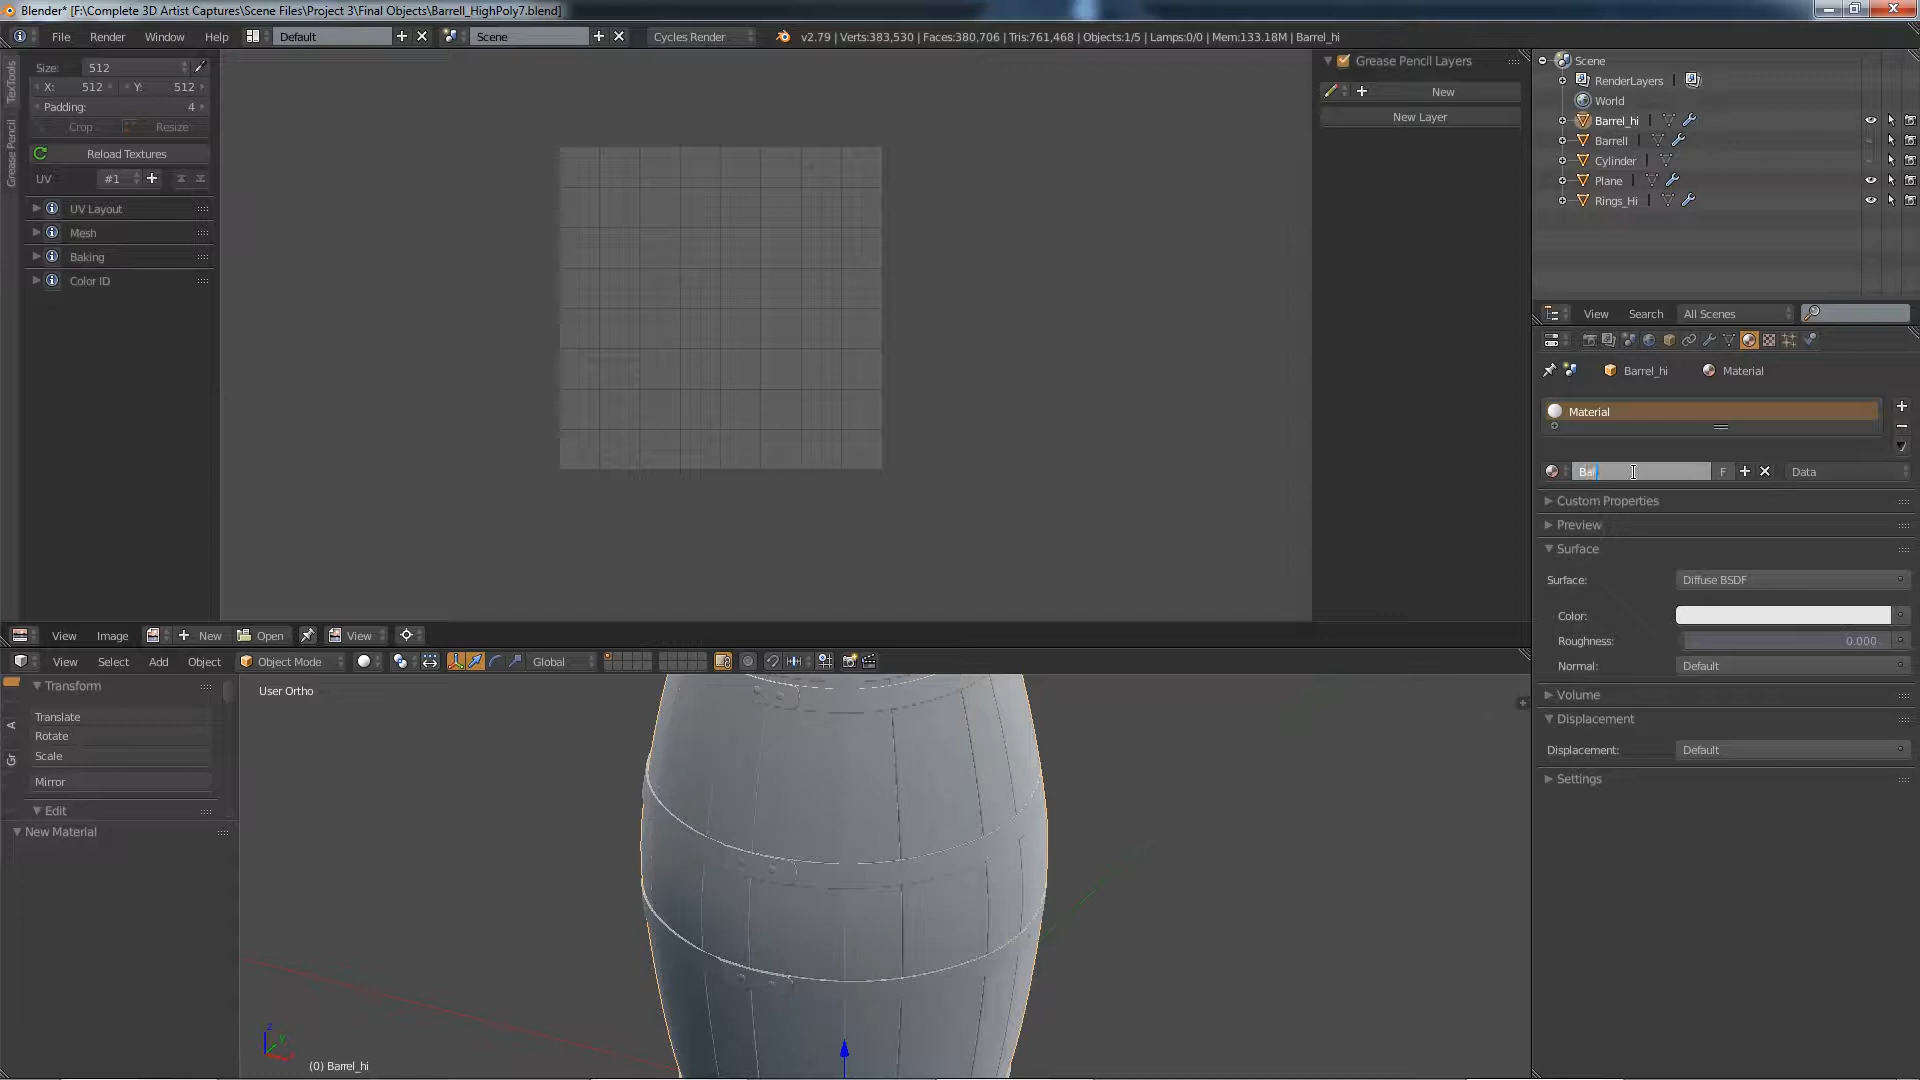 Blender* [F:\Complete 3D Artist Captures\Scene Files\Project 3\Final Objects\Barrell_HighPoly7.blend]
File Render Window Help Default Scene Cycles Render v2.79 | Verts:383,530 | Faces:380,706 | Tris:761,468 | Objects:1/5 | Lamps:0/0 | Mem:133.18M | Barrel_hi
TexTools
Grease Pencil
Size: 512
X: 512 Y: 512
Padding: 4
Crop Resize
Reload Textures
UV #1
UV Layout
Mesh
Baking
Color ID
Grease Pencil Layers
New
New Layer
Scene
RenderLayers
World
Barrel_hi
Barrell
Cylinder
Plane
Rings_Hi
View Search All Scenes
Barrel_hi Material
Material
Bar F Data
Custom Properties
Preview
Surface
Surface: Diffuse BSDF
Color:
Roughness: 0.000
Normal: Default
Volume
Displacement
Displacement: Default
Settings
View Image New Open View
View Select Add Object Object Mode Global
Transform
Translate
Rotate
Scale
Mirror
Edit
New Material
A
Gr
User Ortho
z
y
x
(0) Barrel_hi